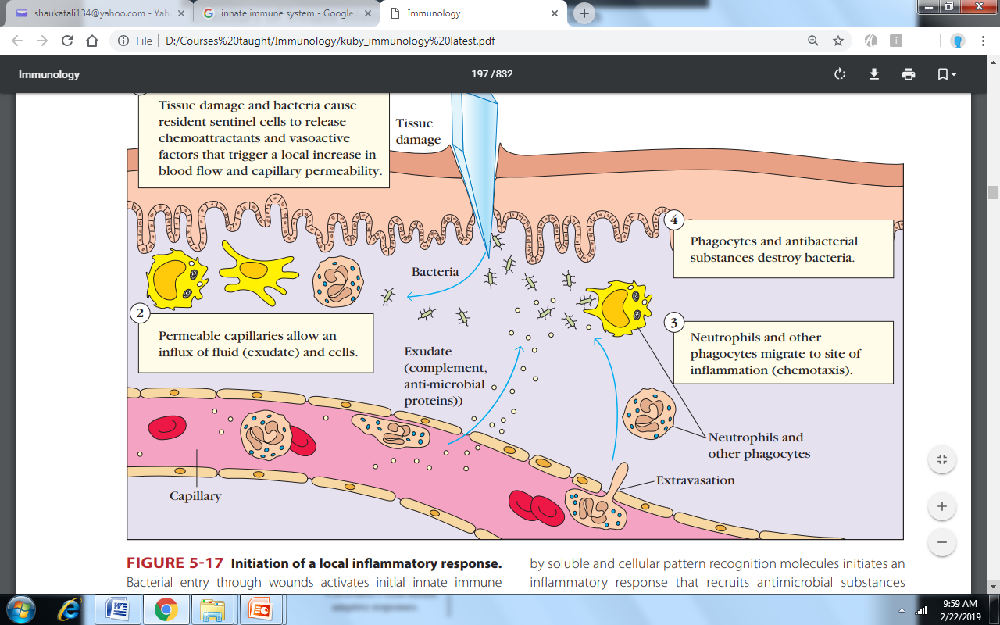 shaukatali134@yahoo.com - Yah
innate immune system - Google
Immunology
File
D:/Courses%20taught/Immunology/kuby_immunology%20latest.pdf
Immunology
197 / 832
Tissue damage and bacteria cause
resident sentinel cells to release
chemoattractants and vasoactive
factors that trigger a local increase in
blood flow and capillary permeability.
Tissue
damage
4
Phagocytes and antibacterial
substances destroy bacteria.
Bacteria
2
Permeable capillaries allow an
influx of fluid (exudate) and cells.
3
Neutrophils and other
phagocytes migrate to site of
inflammation (chemotaxis).
Exudate
(complement,
anti-microbial
proteins))
Neutrophils and
other phagocytes
Extravasation
Capillary
FIGURE 5-17 Initiation of a local inflammatory response.
Bacterial entry through wounds activates initial innate immune
by soluble and cellular pattern recognition molecules initiates an
inflammatory response that recruits antimicrobial substances
9:59 AM
2/22/2019